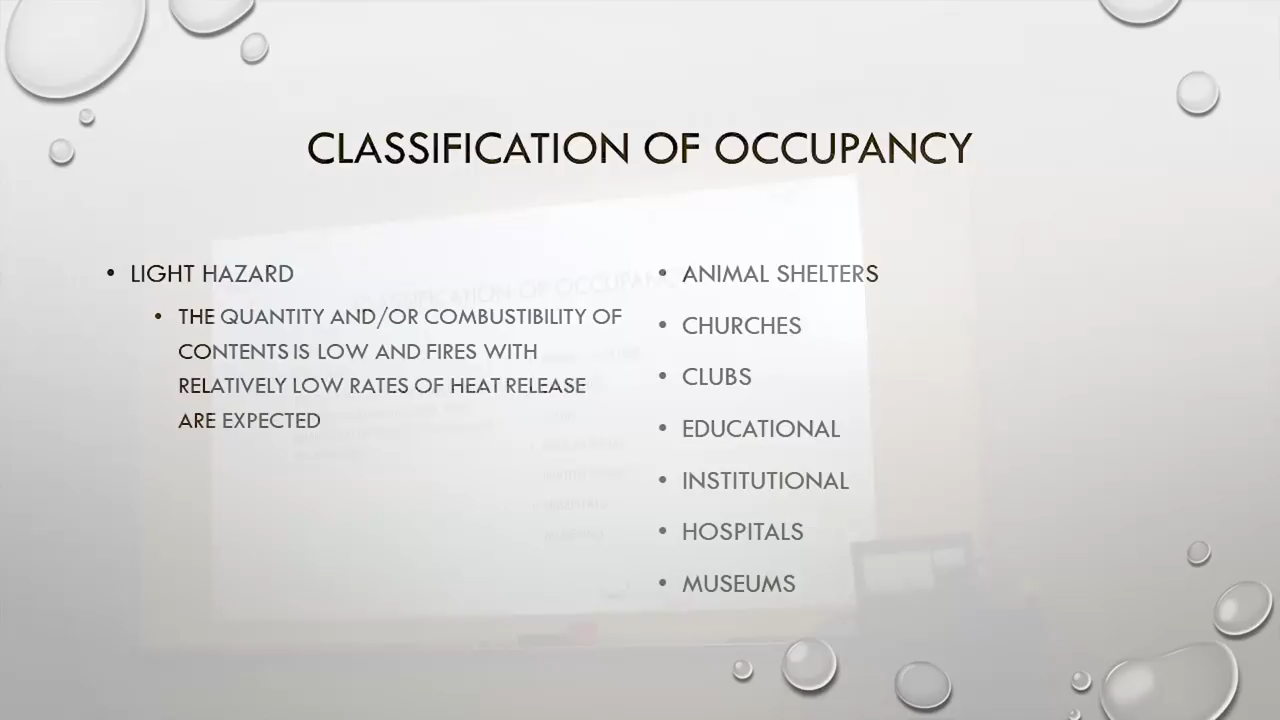 CLASSIFICATION OF OCCUPANCY
• LIGHT HAZARD
• THE QUANTITY AND/OR COMBUSTIBILITY OF
CONTENTS IS LOW AND FIRES WITH
RELATIVELY LOW RATES OF HEAT RELEASE
ARE EXPECTED
• ANIMAL SHELTERS
• CHURCHES
• CLUBS
• EDUCATIONAL
• INSTITUTIONAL
• HOSPITALS
• MUSEUMS